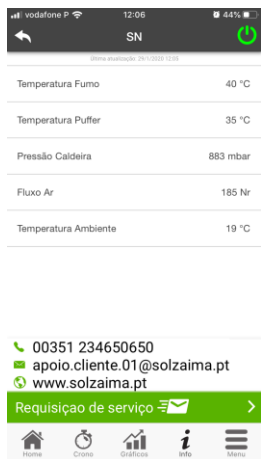 vodafone P 12:06 44%
SN
Última atualização: 29/1/2020 12:05
Temperatura Fumo 40 °C
Temperatura Puffer 35 °C
Pressão Caldeira 883 mbar
Fluxo Ar 185 Nr
Temperatura Ambiente 19 °C
00351 234650650
apoio.cliente.01@solzaima.pt
www.solzaima.pt
Requisiçao de serviço
Home Crono Gráficos Info Menu